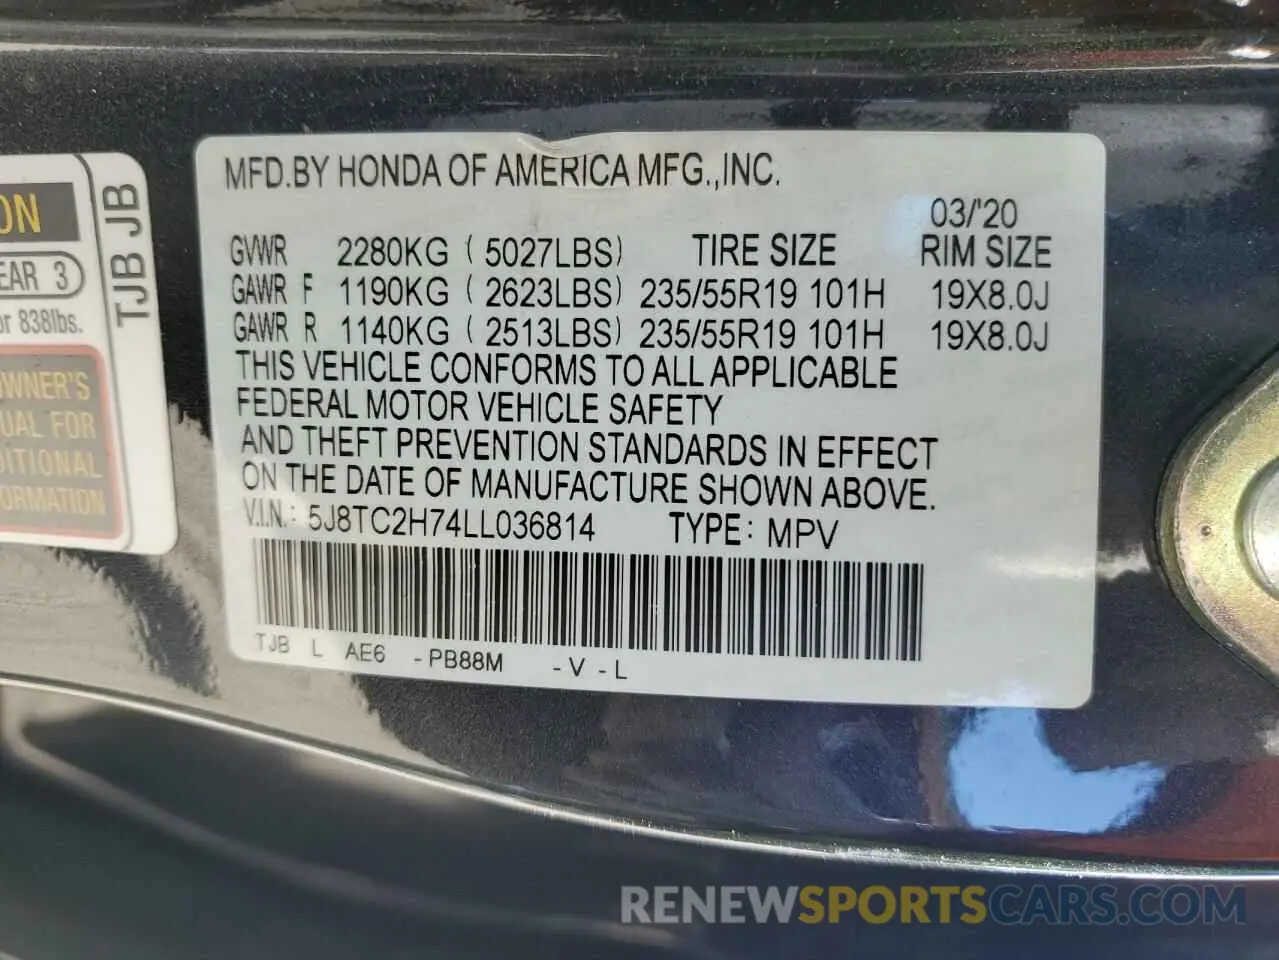 MFD.BY HONDA OF AMERICA MFG.,INC.
03/'20
GVWR 2280KG ( 5027LBS) TIRE SIZE RIM SIZE
GAWR F 1190KG ( 2623LBS) 235/55R19 101H 19X8.0J
GAWR R 1140KG ( 2513LBS) 235/55R19 101H 19X8.0J
THIS VEHICLE CONFORMS TO ALL APPLICABLE
FEDERAL MOTOR VEHICLE SAFETY
AND THEFT PREVENTION STANDARDS IN EFFECT
ON THE DATE OF MANUFACTURE SHOWN ABOVE.
V.I.N.: 5J8TC2H74LL036814 TYPE: MPV
TJB L AE6 -PB88M -V-L
ON
EAR 3
or 838lbs.
OWNER'S
UAL FOR
DITIONAL
FORMATION
TJB JB
RENEWSPORTSCARS.COM